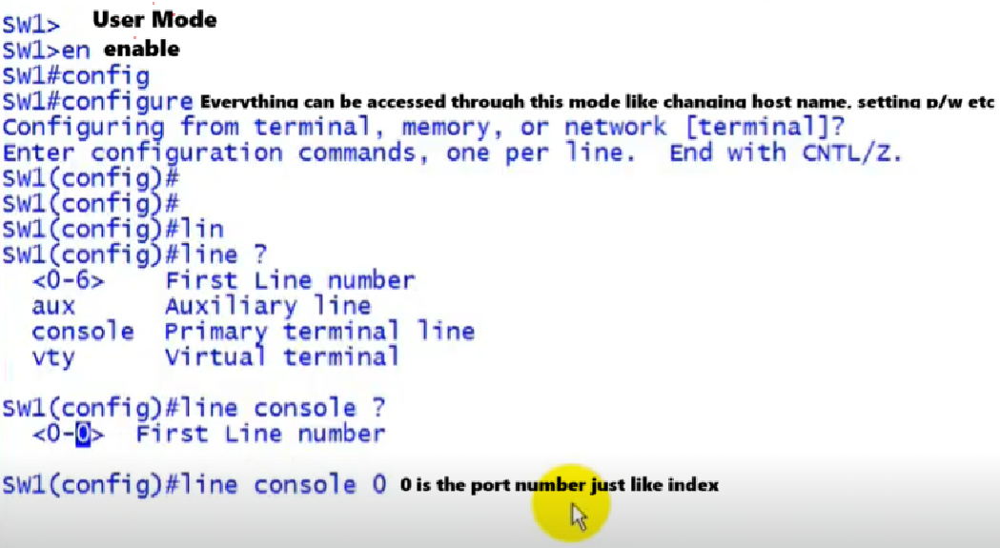 SW1> User Mode
SW1>en enable
SW1#config
SW1#configure Everything can be accessed through this mode like changing host name, setting p/w etc
Configuring from terminal, memory, or network [terminal]?
Enter configuration commands, one per line.  End with CNTL/Z.
SW1(config)#
SW1(config)#
SW1(config)#lin
SW1(config)#line ?
  <0-6>    First Line number
  aux      Auxiliary line
  console  Primary terminal line
  vty      Virtual terminal
SW1(config)#line console ?
  <0-0>  First Line number
SW1(config)#line console 0 0 is the port number just like index